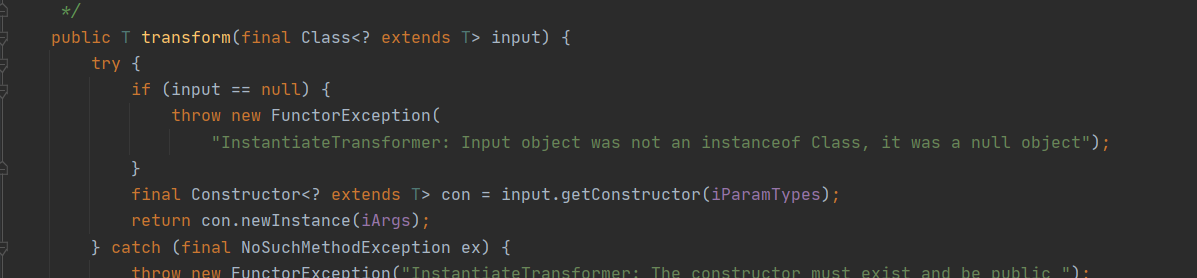 */
public T transform(final Class<? extends T> input) {
try {
if (input == null) {
throw new FunctorException(
"InstantiateTransformer: Input object was not an instanceof Class, it was a null object");
}
final Constructor<? extends T> con = input.getConstructor(iParamTypes);
return con.newInstance(iArgs);
} catch (final NoSuchMethodException ex) {
throw new FunctorException("InstantiateTransformer: The constructor must exist and be public ");